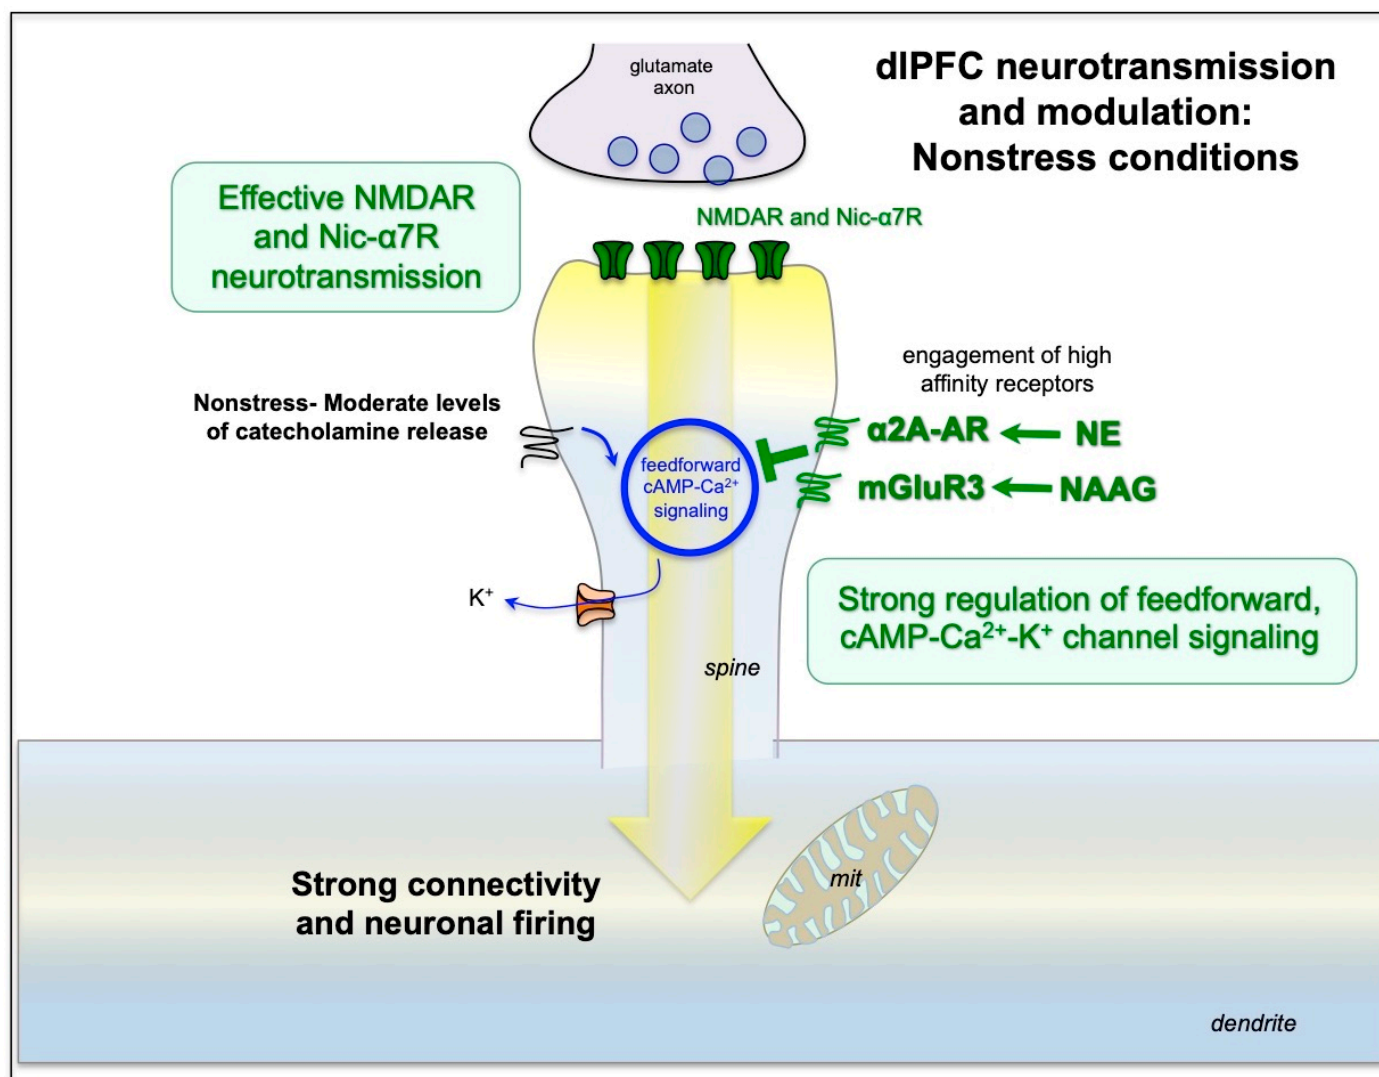 glutamate
axon
dlPFC neurotransmission
and modulation:
Nonstress conditions
Effective NMDAR
and Nic-α7R
neurotransmission
NMDAR and Nic-α7R
engagement of high
affinity receptors
Nonstress- Moderate levels
of catecholamine release
α2A-AR
NE
mGluR3
NAAG
feedforward
cAMP-Ca²⁺
signaling
K⁺
Strong regulation of feedforward,
cAMP-Ca²⁺-K⁺ channel signaling
spine
Strong connectivity
and neuronal firing
mit
dendrite